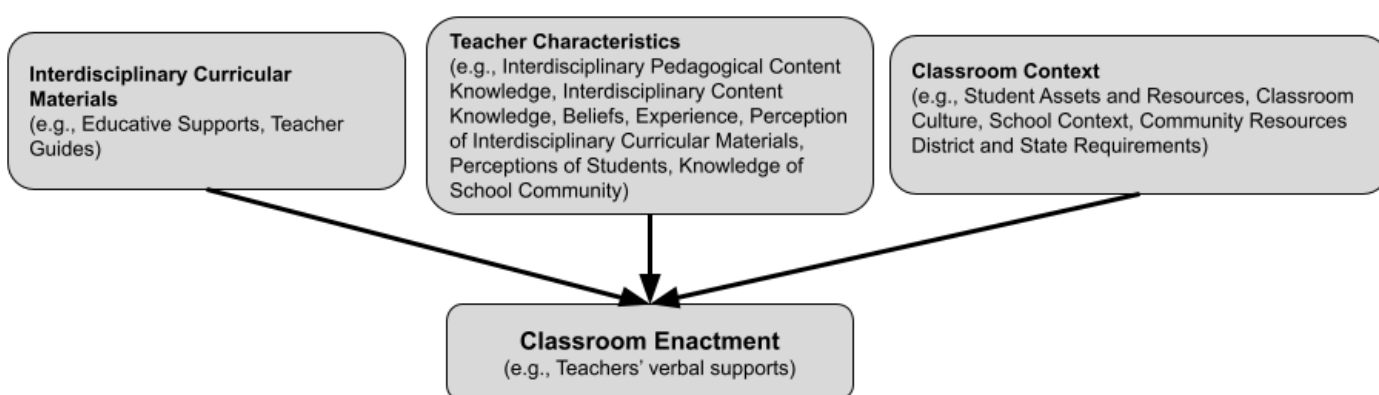 Interdisciplinary Curricular
Materials
(e.g., Educative Supports, Teacher
Guides)
Teacher Characteristics
(e.g., Interdisciplinary Pedagogical Content
Knowledge, Interdisciplinary Content
Knowledge, Beliefs, Experience, Perception
of Interdisciplinary Curricular Materials,
Perceptions of Students, Knowledge of
School Community)
Classroom Context
(e.g., Student Assets and Resources, Classroom
Culture, School Context, Community Resources
District and State Requirements)
Classroom Enactment
(e.g., Teachers’ verbal supports)